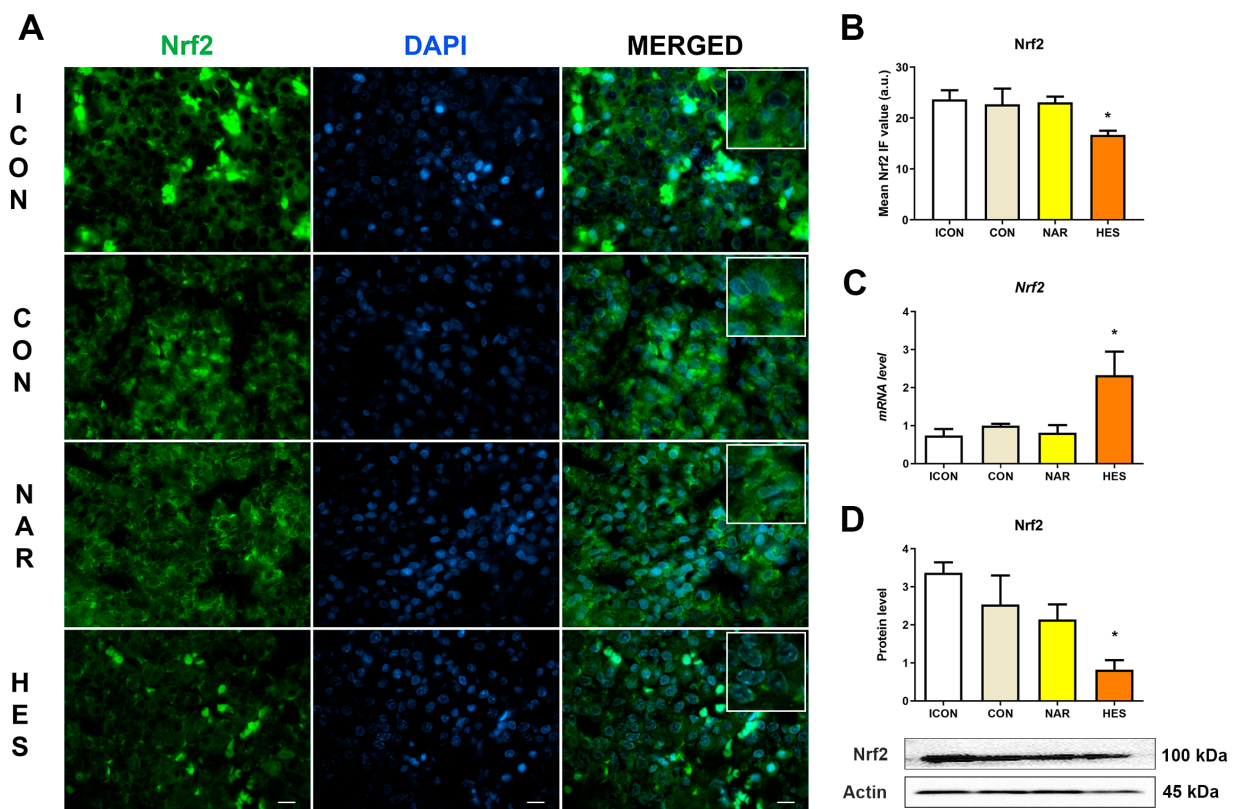 A
Nrf2 DAPI MERGED
I
C
O
N
C
O
N
N
A
R
H
E
S
B
Nrf2
Mean Nrf2 IF value (a.u.)
30
20
10
0
*
ICON CON NAR HES
C
Nrf2
mRNA level
4
3
2
1
0
*
ICON CON NAR HES
D
Nrf2
Protein level
4
3
2
1
0
*
ICON CON NAR HES
Nrf2 100 kDa
Actin 45 kDa